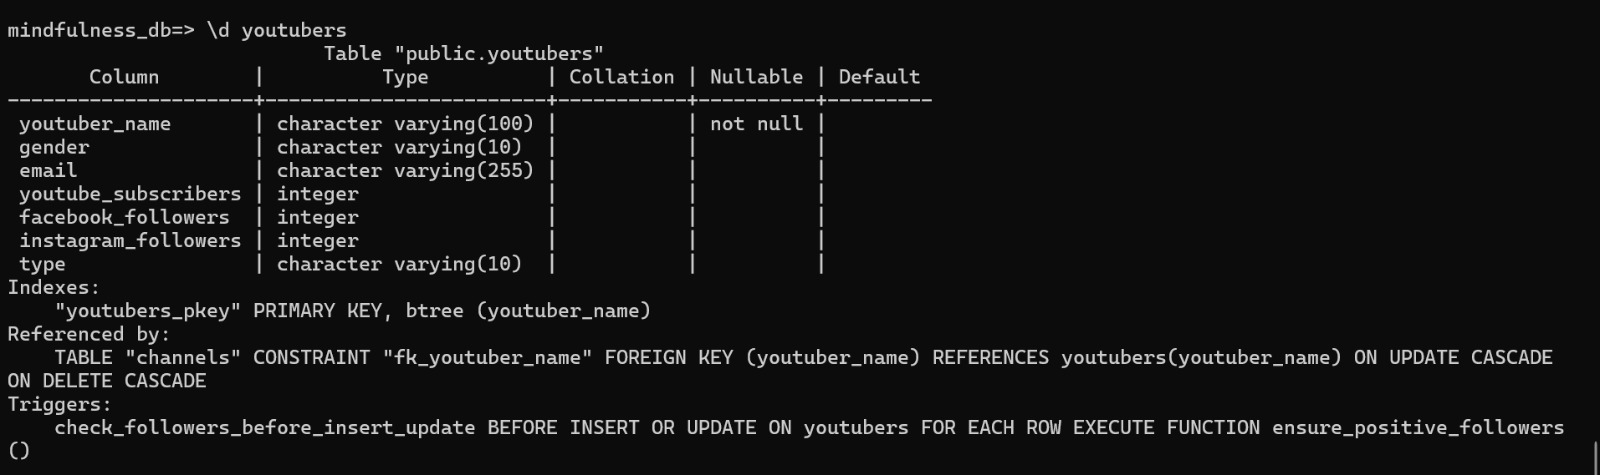 mindfulness_db=> \d youtubers
                           Table "public.youtubers"
       Column        |          Type          | Collation | Nullable | Default
---------------------+------------------------+-----------+----------+---------
 youtuber_name       | character varying(100) |           | not null |
 gender              | character varying(10)  |           |          |
 email               | character varying(255) |           |          |
 youtube_subscribers | integer                |           |          |
 facebook_followers  | integer                |           |          |
 instagram_followers | integer                |           |          |
 type                | character varying(10)  |           |          |
Indexes:
    "youtubers_pkey" PRIMARY KEY, btree (youtuber_name)
Referenced by:
    TABLE "channels" CONSTRAINT "fk_youtuber_name" FOREIGN KEY (youtuber_name) REFERENCES youtubers(youtuber_name) ON UPDATE CASCADE
ON DELETE CASCADE
Triggers:
    check_followers_before_insert_update BEFORE INSERT OR UPDATE ON youtubers FOR EACH ROW EXECUTE FUNCTION ensure_positive_followers
()